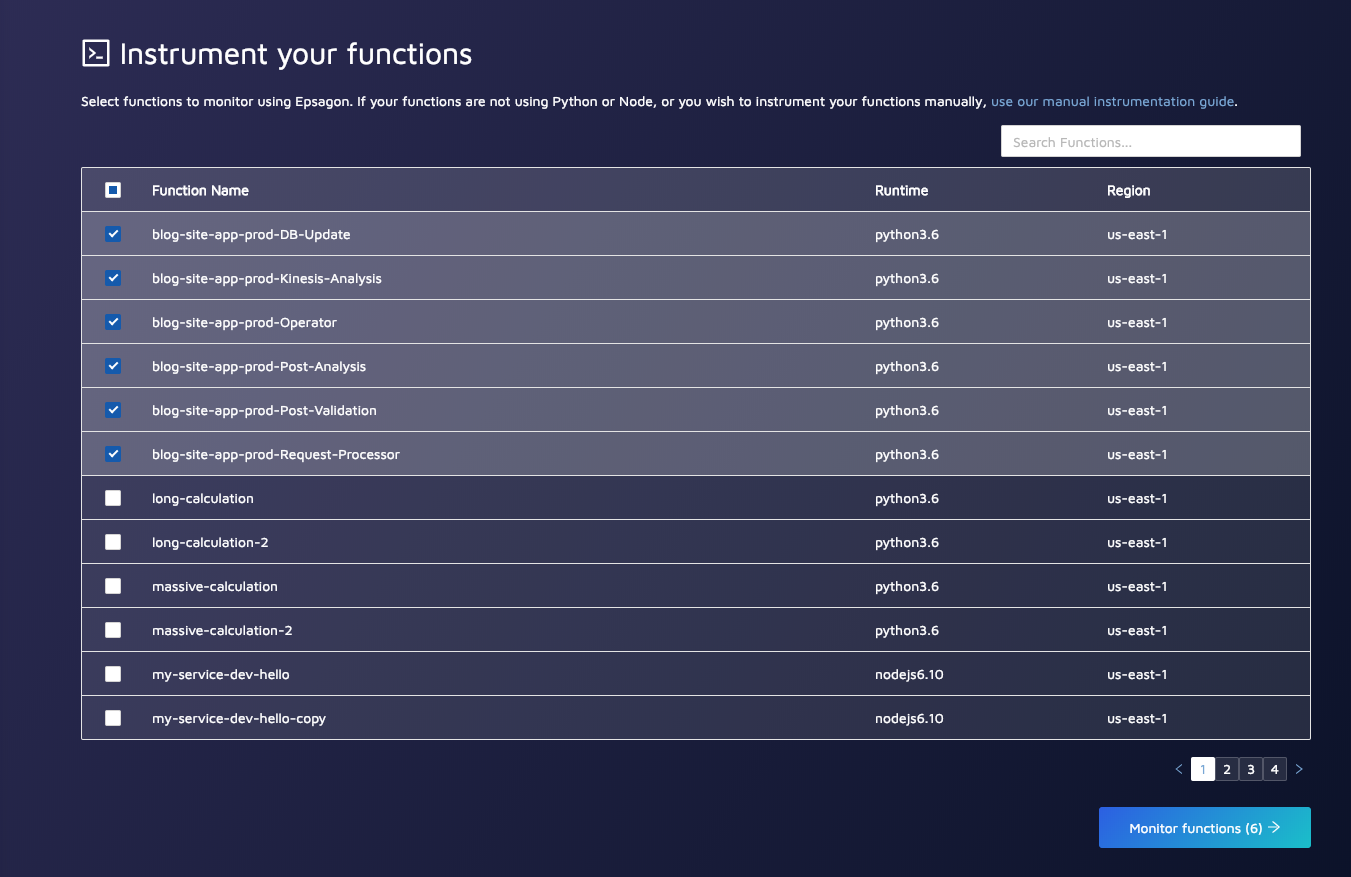 Instrument your functions
Select functions to monitor using Epsagon. If your functions are not using Python or Node, or you wish to instrument your functions manually, use our manual instrumentation guide.
Search Functions...
Function Name Runtime Region
blog-site-app-prod-DB-Update python3.6 us-east-1
blog-site-app-prod-Kinesis-Analysis python3.6 us-east-1
blog-site-app-prod-Operator python3.6 us-east-1
blog-site-app-prod-Post-Analysis python3.6 us-east-1
blog-site-app-prod-Post-Validation python3.6 us-east-1
blog-site-app-prod-Request-Processor python3.6 us-east-1
long-calculation python3.6 us-east-1
long-calculation-2 python3.6 us-east-1
massive-calculation python3.6 us-east-1
massive-calculation-2 python3.6 us-east-1
my-service-dev-hello nodejs6.10 us-east-1
my-service-dev-hello-copy nodejs6.10 us-east-1
< 1 2 3 4 >
Monitor functions (6) →